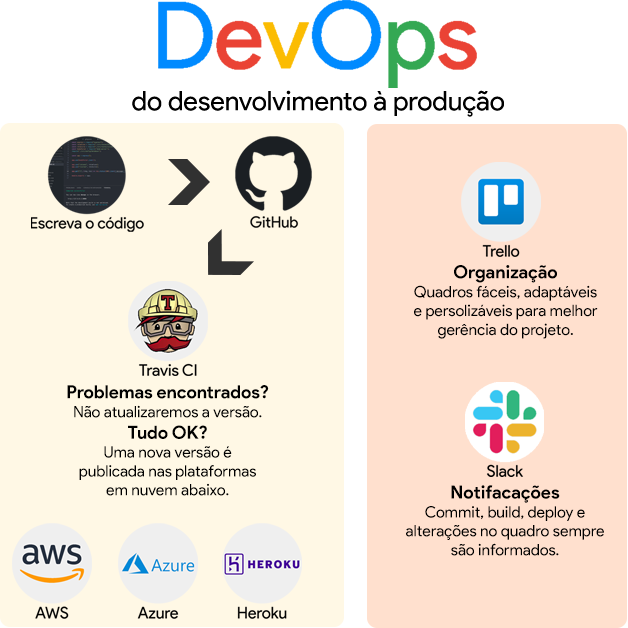 DevOps
do desenvolvimento à produção
Escreva o código
GitHub
T
Travis CI
Problemas encontrados?
Não atualizaremos a versão.
Tudo OK?
Uma nova versão é
publicada nas plataformas
em nuvem abaixo.
aws
Azure
HEROKU
AWS
Azure
Heroku
Trello
Organização
Quadros fáceis, adaptáveis
e persolizáveis para melhor
gerência do projeto.
Slack
Notifacações
Commit, build, deploy e
alterações no quadro sempre
são informados.